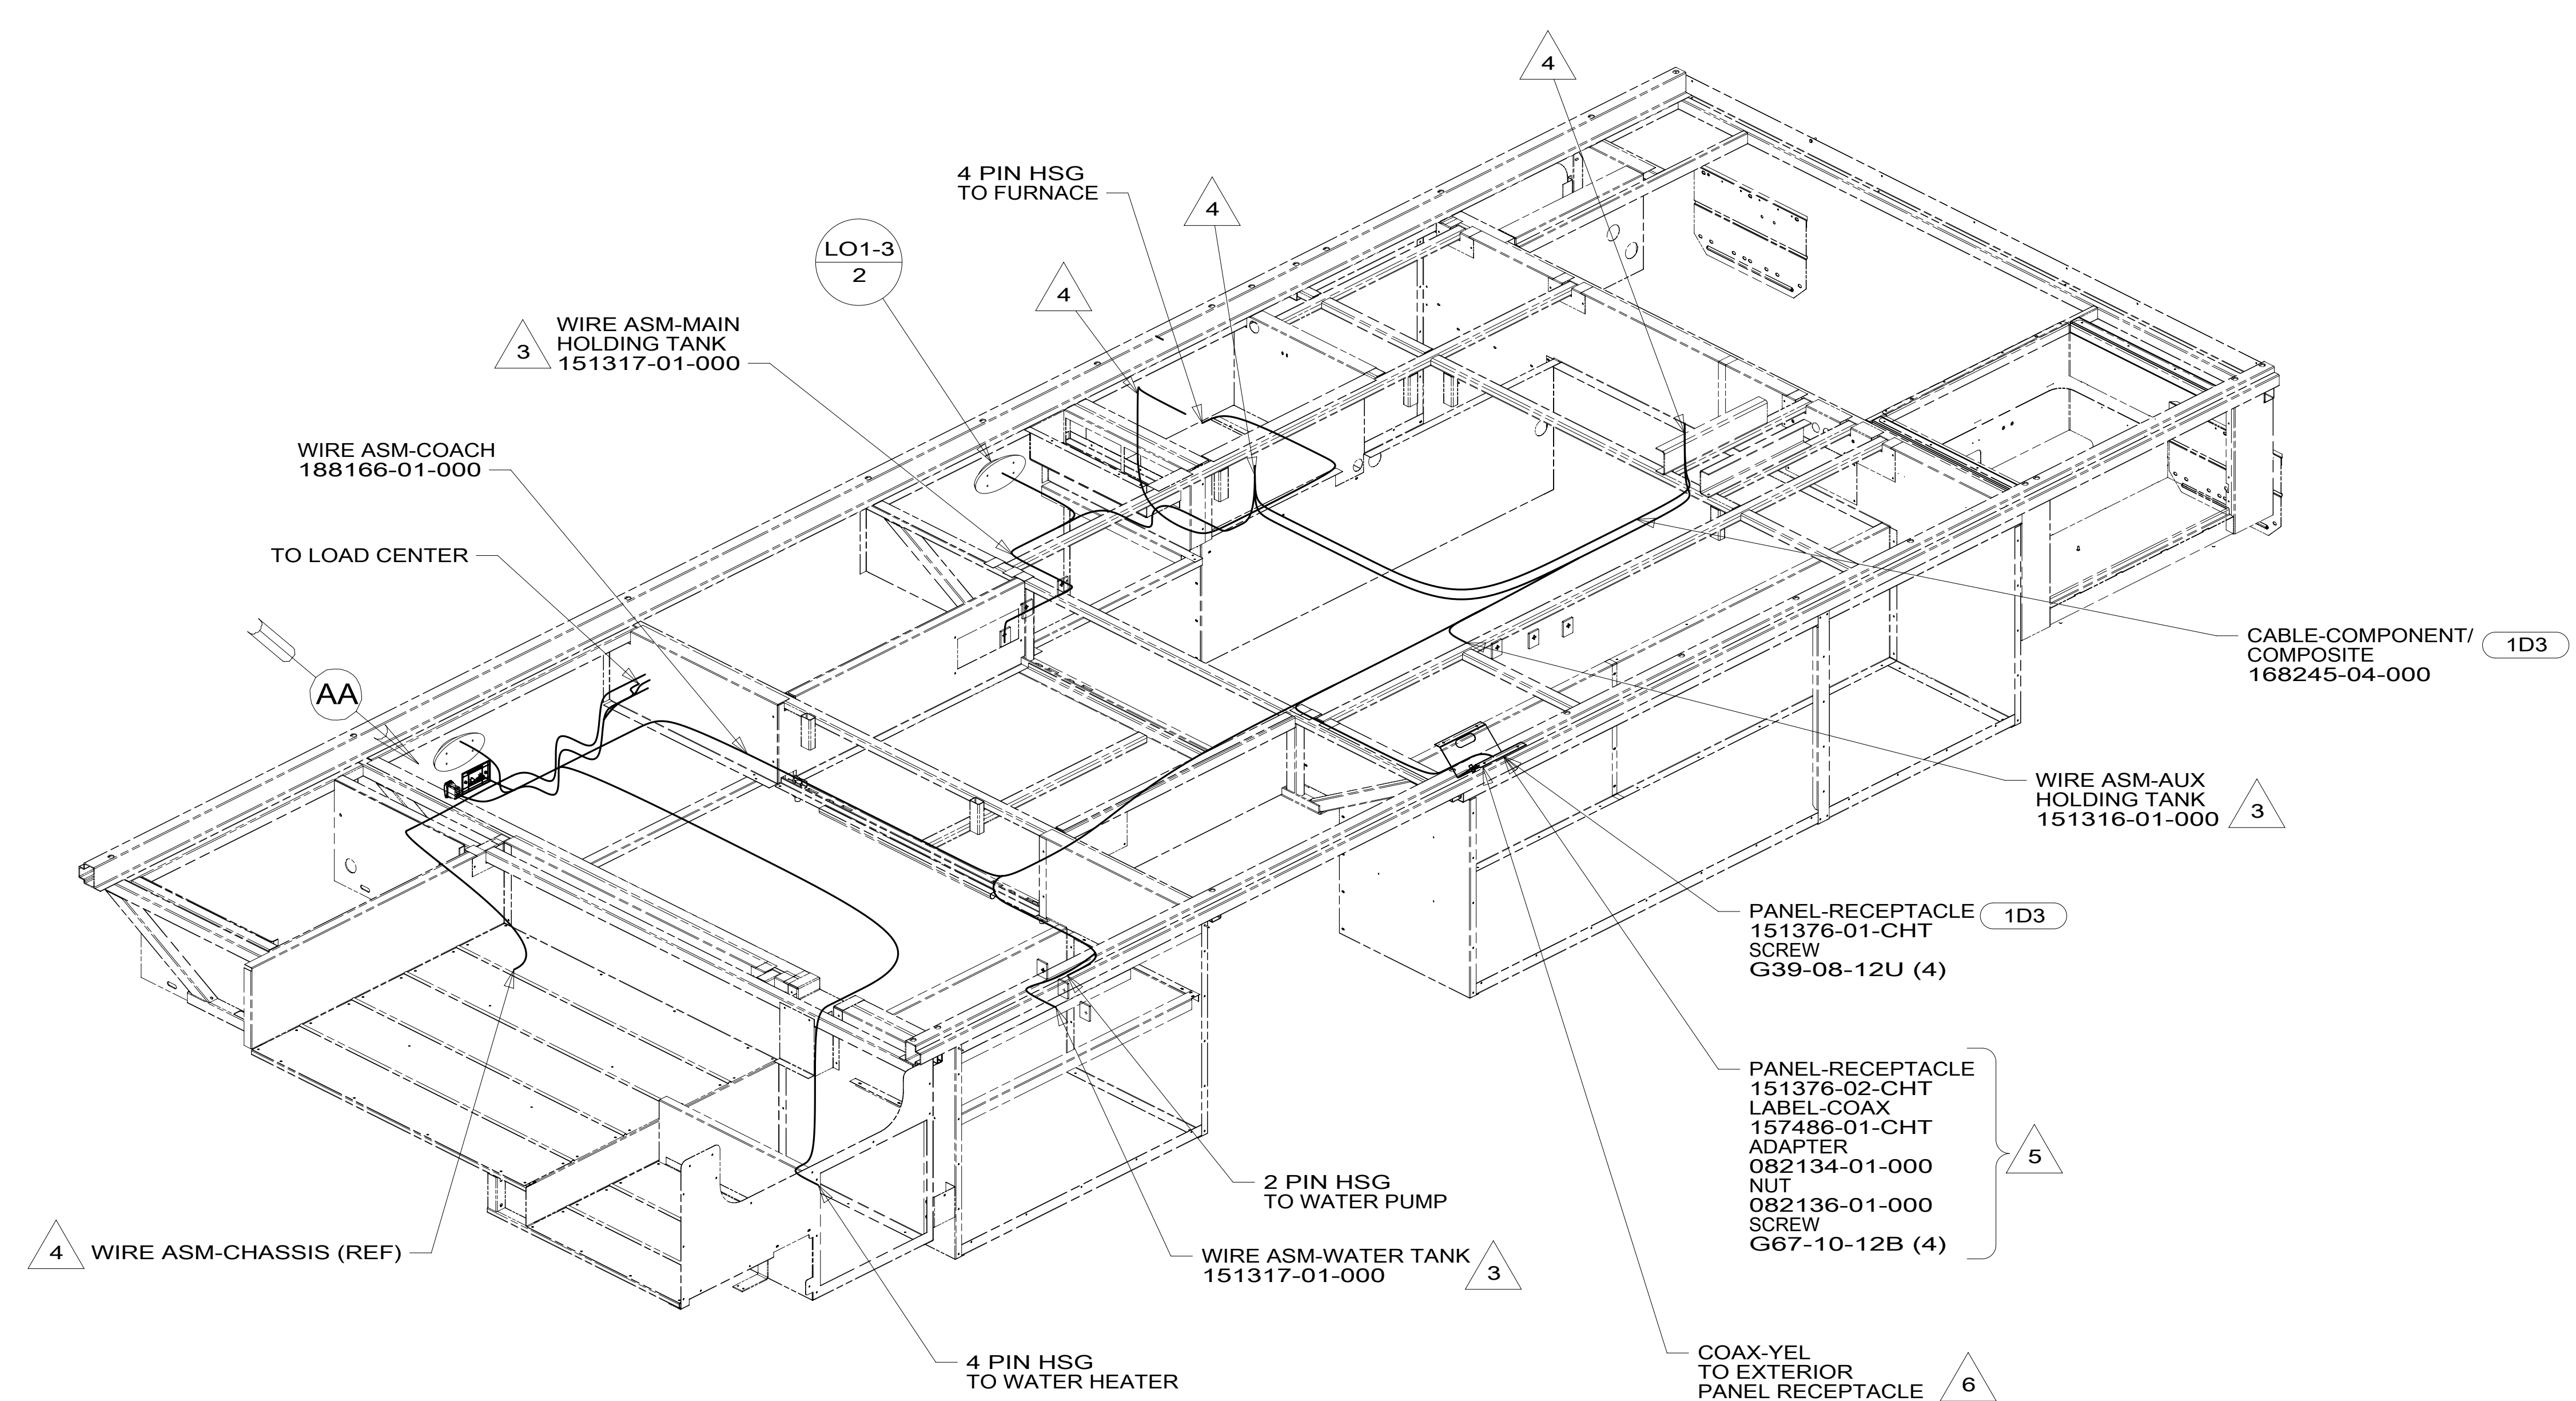 4
4 PIN HSG
TO FURNACE
4
LO1-3
2
4
3
WIRE ASM-MAIN
HOLDING TANK
151317-01-000
WIRE ASM-COACH
188166-01-000
TO LOAD CENTER
AA
CABLE-COMPONENT/
COMPOSITE
168245-04-000
1D3
WIRE ASM-AUX
HOLDING TANK
151316-01-000
3
PANEL-RECEPTACLE
151376-01-CHT
SCREW
G39-08-12U (4)
1D3
PANEL-RECEPTACLE
151376-02-CHT
LABEL-COAX
157486-01-CHT
ADAPTER
082134-01-000
NUT
082136-01-000
SCREW
G67-10-12B (4)
5
2 PIN HSG
TO WATER PUMP
4
WIRE ASM-CHASSIS (REF)
WIRE ASM-WATER TANK
151317-01-000
3
4 PIN HSG
TO WATER HEATER
COAX-YEL
TO EXTERIOR
PANEL RECEPTACLE
6